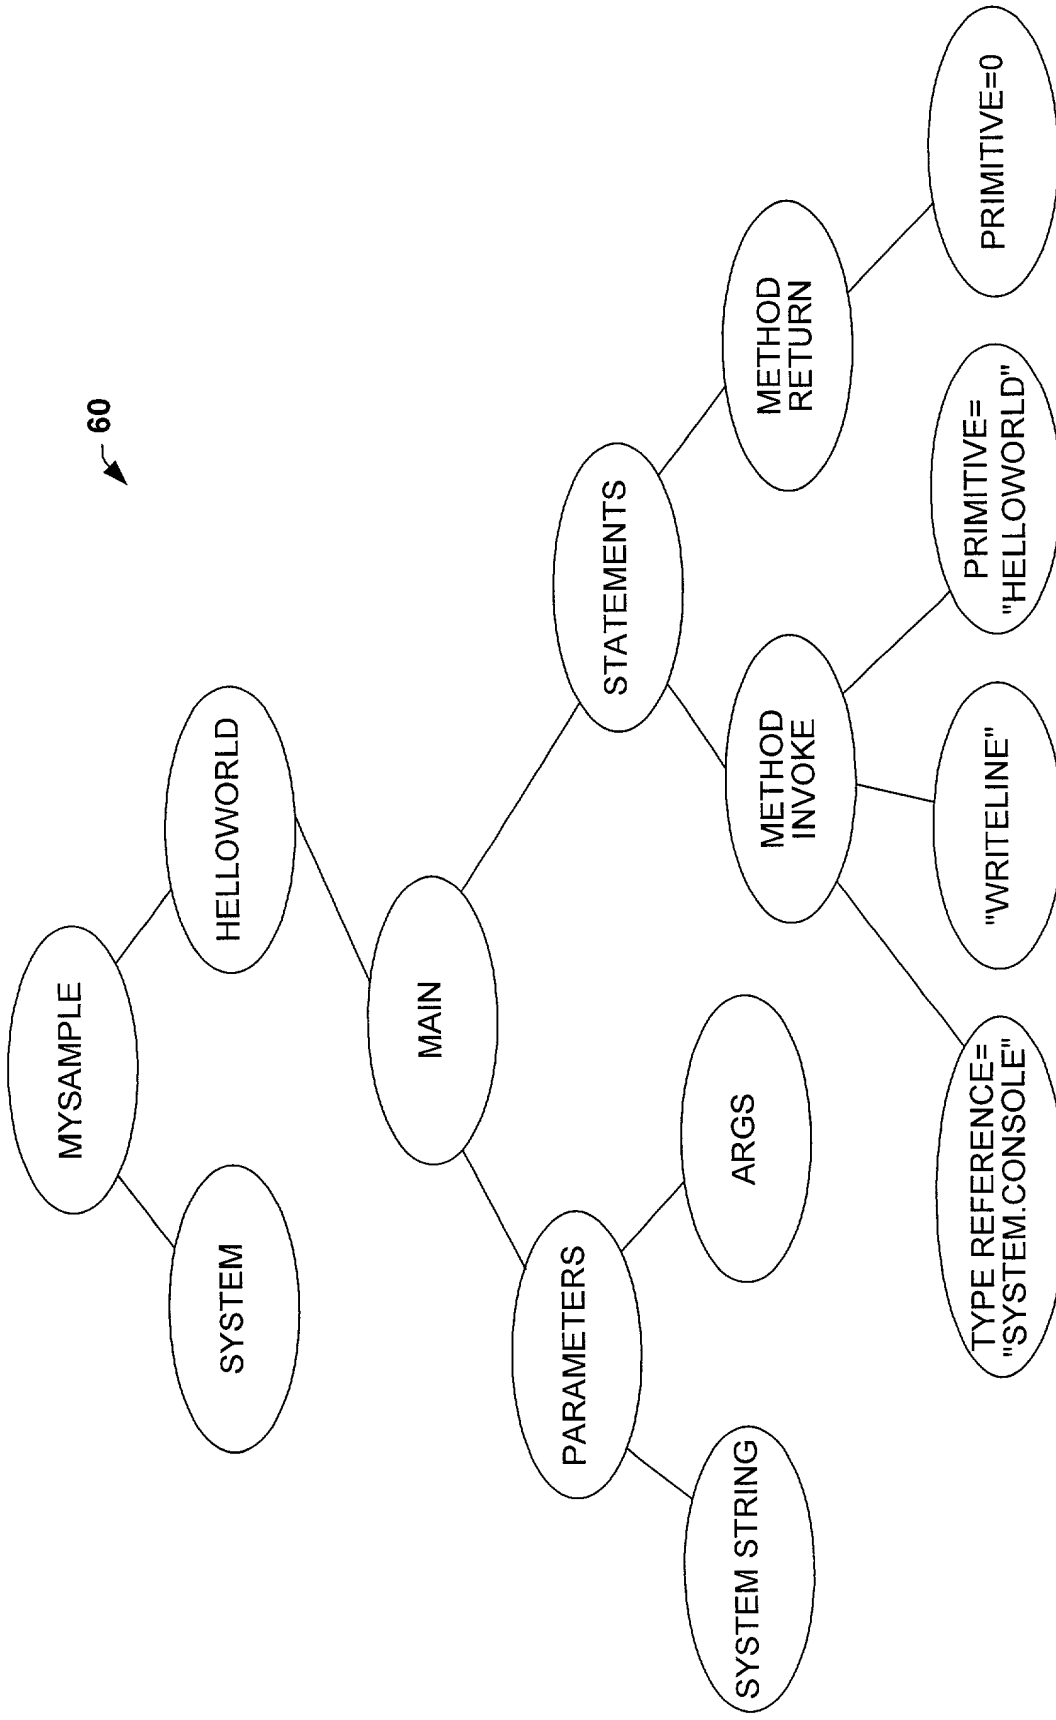 60
MYSAMPLE
SYSTEM
HELLOWORLD
MAIN
PARAMETERS
STATEMENTS
SYSTEM STRING
ARGS
METHOD
INVOKE
METHOD
RETURN
TYPE REFERENCE=
"SYSTEM.CONSOLE"
"WRITELINE"
PRIMITIVE=
"HELLOWORLD"
PRIMITIVE=0